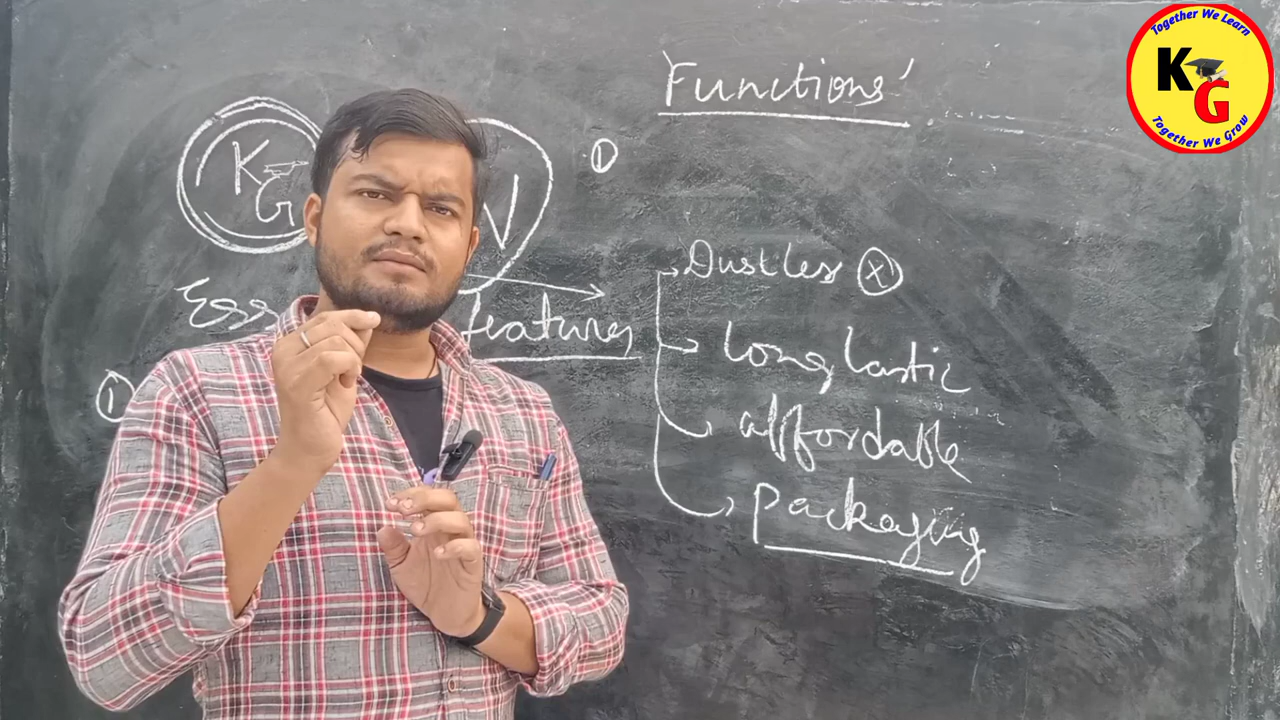 Together We Learn
KG
Together We Grow
'Functions'
KG
V
①
Dustles ⓧ
features
long lastic
affordable
packaging
①